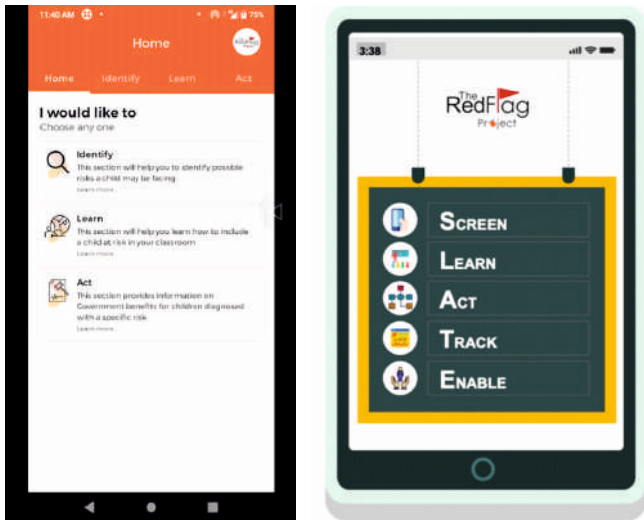 11:40 AM
75%
Home
Home Identify Learn Act
I would like to
Choose any one
Identify
This section will help you to identify possible
risks a child may be facing
Learn more
Learn
This section will help you learn how to include
a child at risk in your classroom
Learn more
Act
This section provides information on
Government benefits for children diagnosed
with a specific risk
Learn more
3:38
The
RedFlag
Project
SCREEN
LEARN
ACT
TRACK
ENABLE